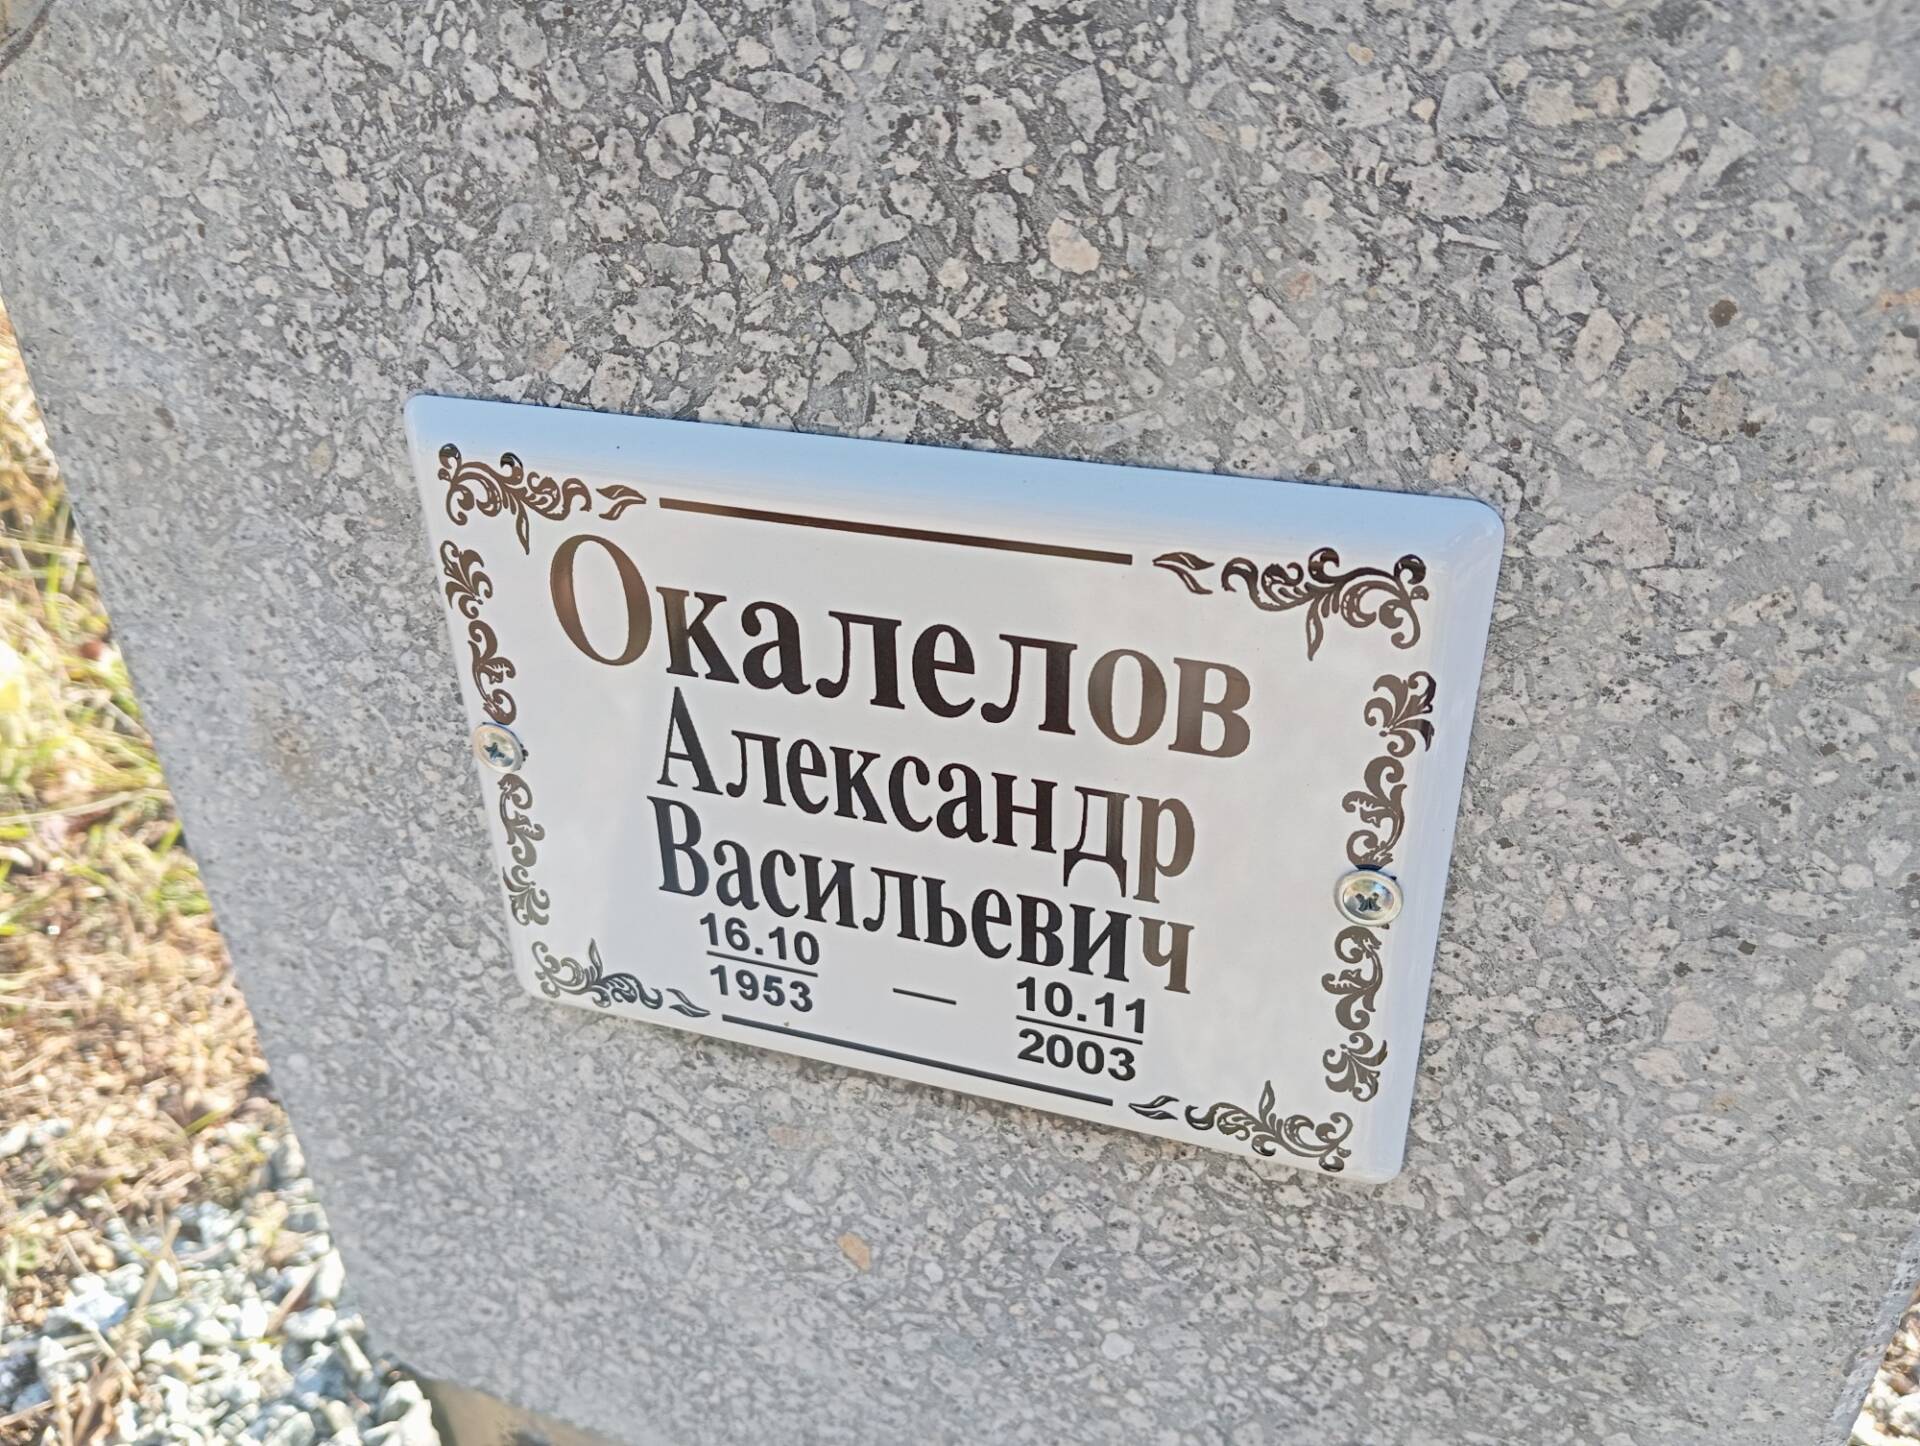 Окалелов
Александр
Васильевич
16.10
1953
—
10.11
2003